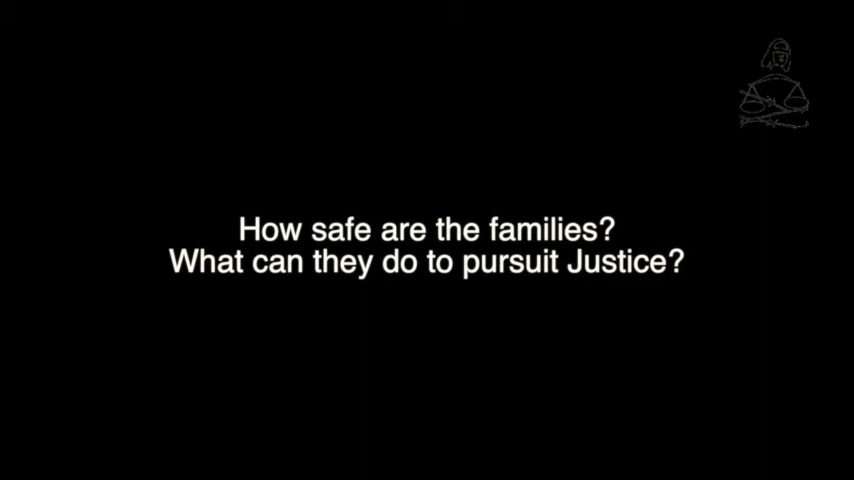 How safe are the families?
What can they do to pursuit Justice?